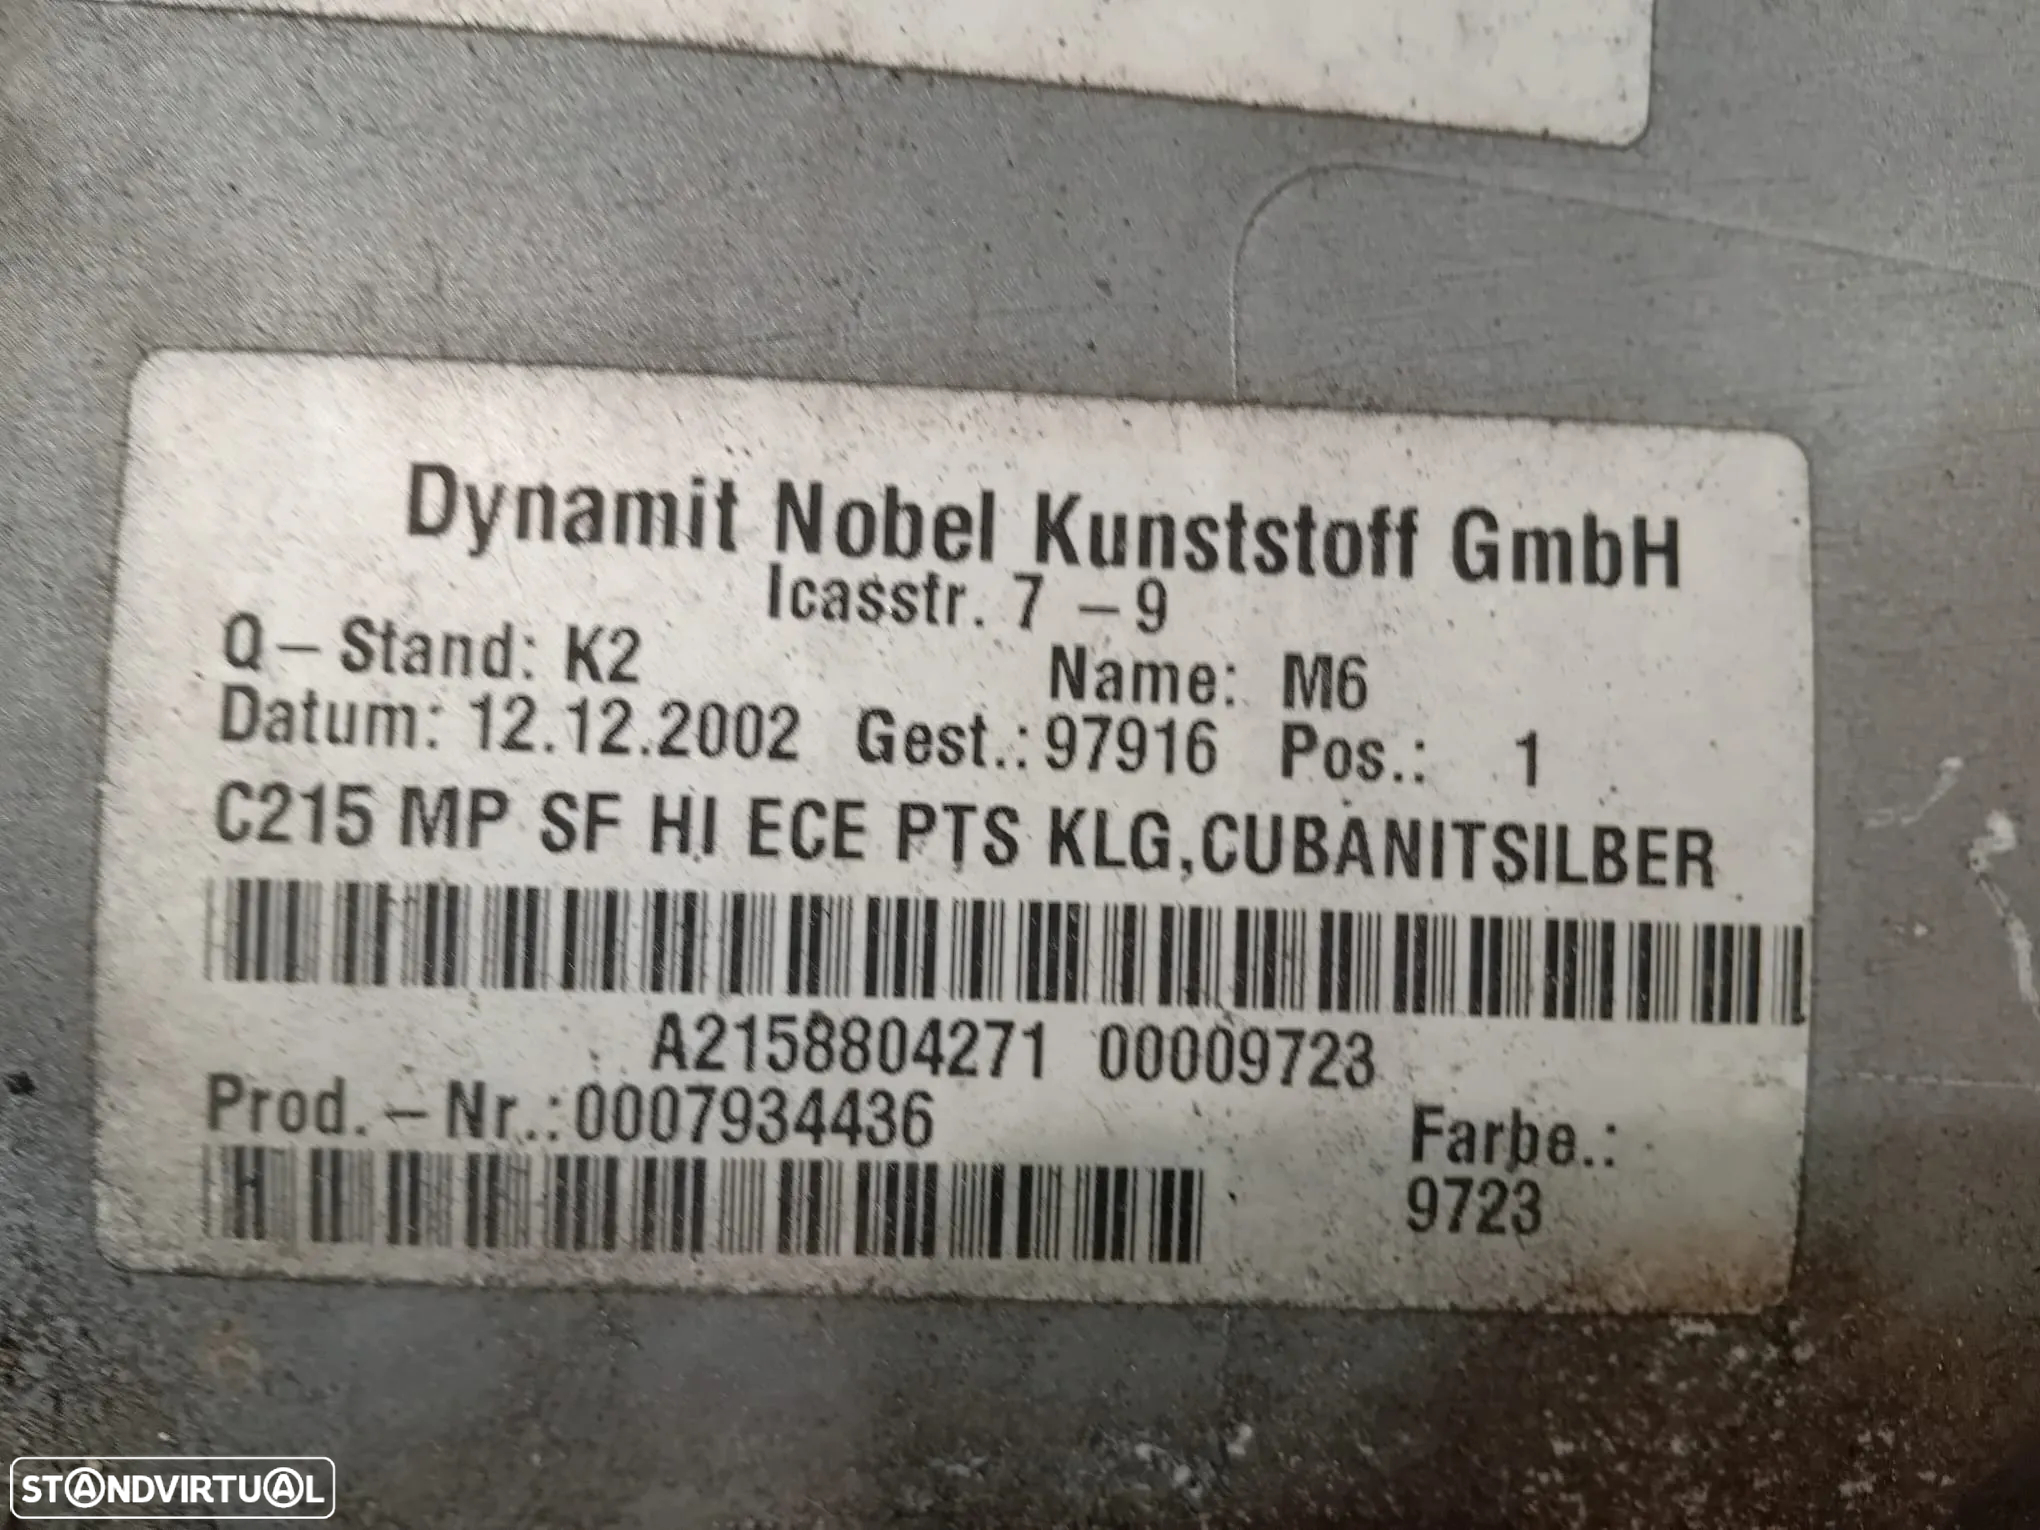 Dynamit Nobel Kunststoff GmbH
Icasstr. 7 – 9
Q – Stand: K2 Name: M6
Datum: 12.12.2002 Gest.: 97916 Pos.: 1
C215 MP SF HI ECE PTS KLG,CUBANITSILBER
A2158804271 00009723
Prod. – Nr.:0007934436 Farbe.:
9723
STANDVIRTUAL